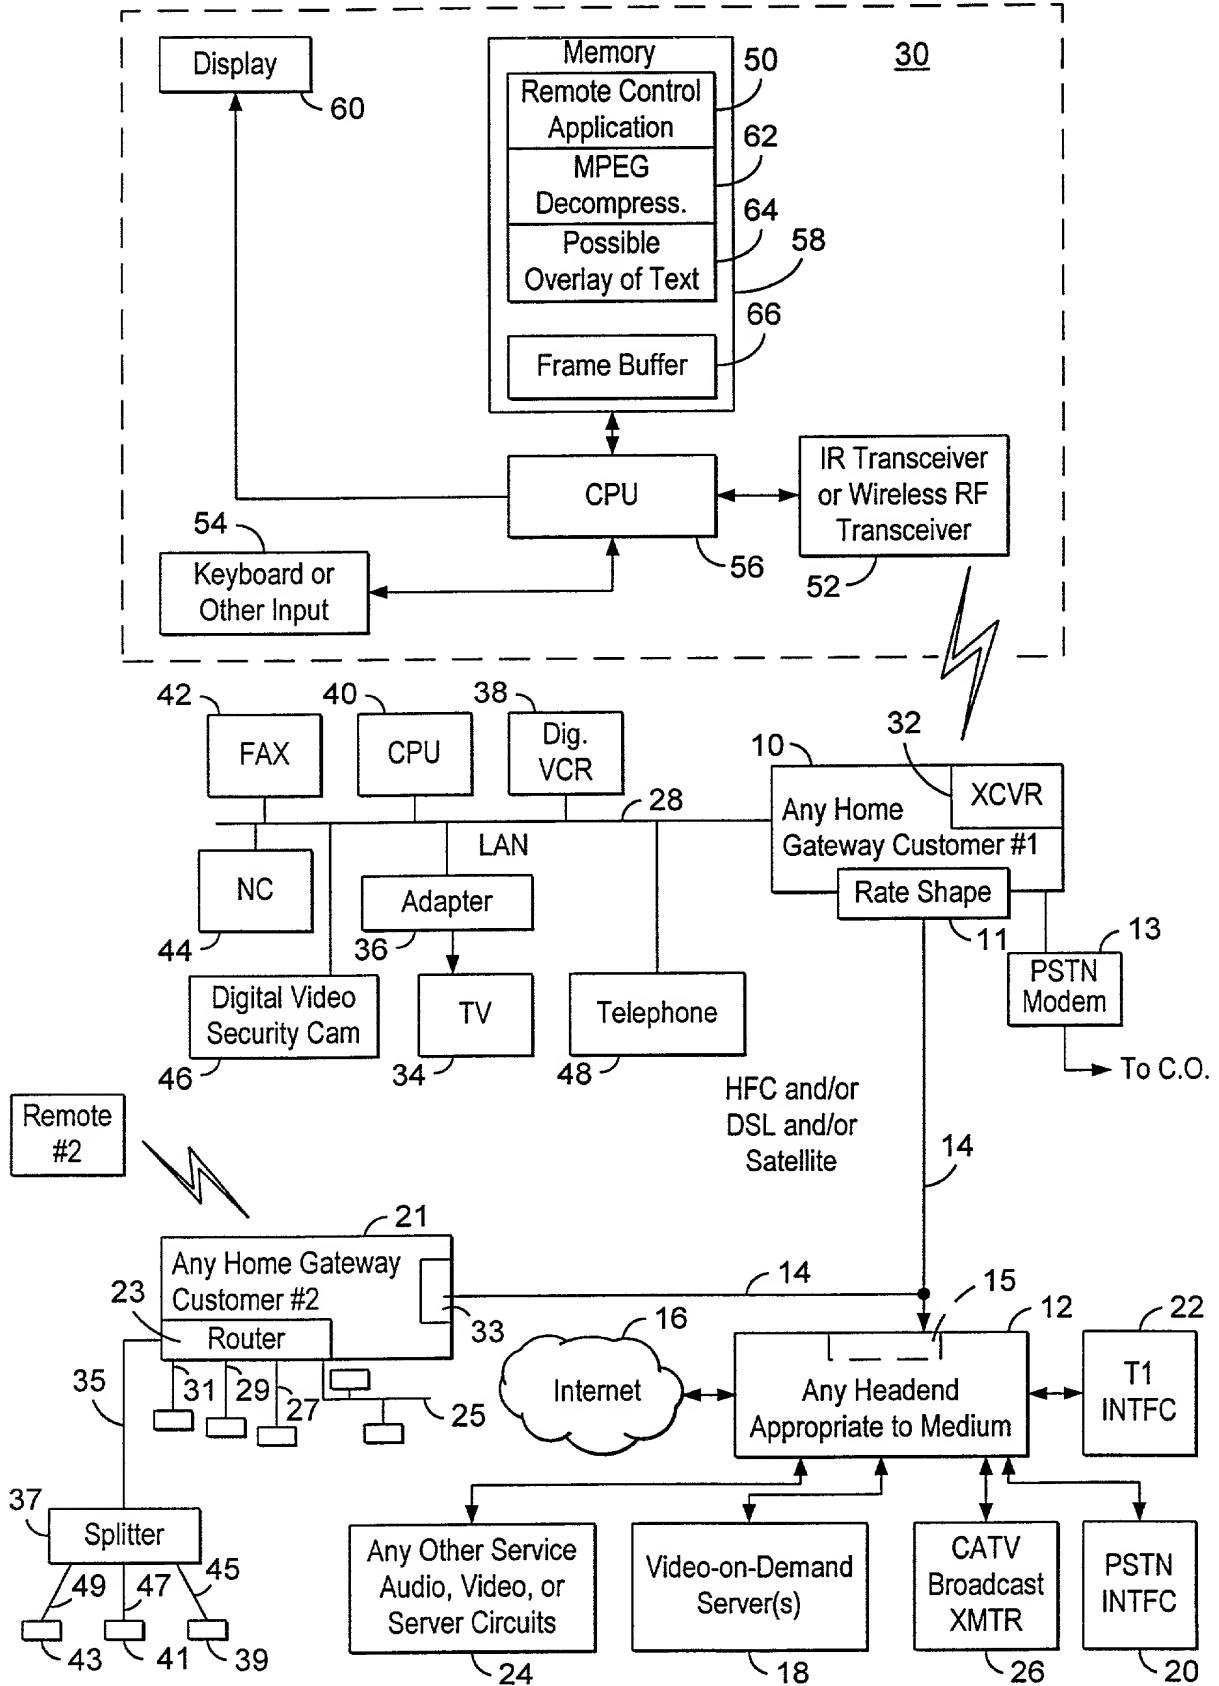 Display
60
Memory
50
30
Remote Control
Application
62
MPEG
Decompress.
64
Possible
Overlay of Text
58
66
Frame Buffer
CPU
56
IR Transceiver
or Wireless RF
Transceiver
52
54
Keyboard or
Other Input
42
FAX
40
CPU
38
Dig.
VCR
28
LAN
10
32
XCVR
Any Home
Gateway Customer #1
Rate Shape
11
13
PSTN
Modem
To C.O.
NC
44
Adapter
36
Digital Video
Security Cam
46
TV
34
Telephone
48
HFC and/or
DSL and/or
Satellite
14
Remote
#2
21
Any Home Gateway
Customer #2
23
Router
33
14
15
12
22
16
Internet
Any Headend
Appropriate to Medium
T1
INTFC
35
31
29
27
25
37
Splitter
49
47
45
43
41
39
Any Other Service
Audio, Video, or
Server Circuits
24
Video-on-Demand
Server(s)
18
CATV
Broadcast
XMTR
26
PSTN
INTFC
20